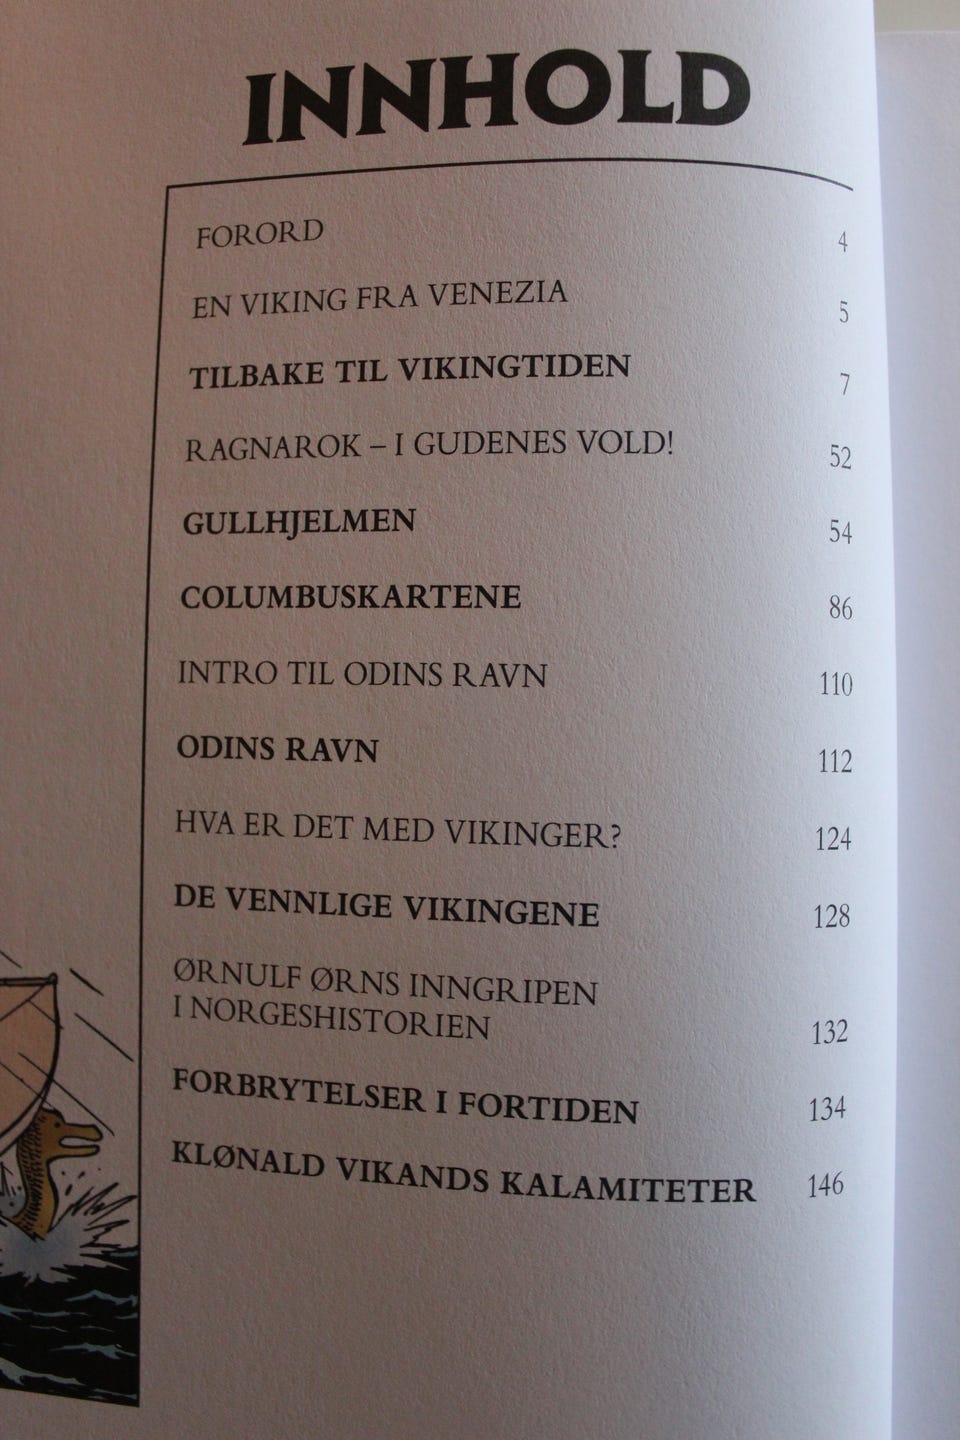 INNHOLD
FORORD 4
EN VIKING FRA VENEZIA 5
TILBAKE TIL VIKINGTIDEN 7
RAGNAROK – I GUDENES VOLD! 52
GULLHJELMEN 54
COLUMBUSKARTENE 86
INTRO TIL ODINS RAVN 110
ODINS RAVN 112
HVA ER DET MED VIKINGER? 124
DE VENNLIGE VIKINGENE 128
ØRNULF ØRNS INNGRIPEN
I NORGESHISTORIEN 132
FORBRYTELSER I FORTIDEN 134
KLØNALD VIKANDS KALAMITETER 146